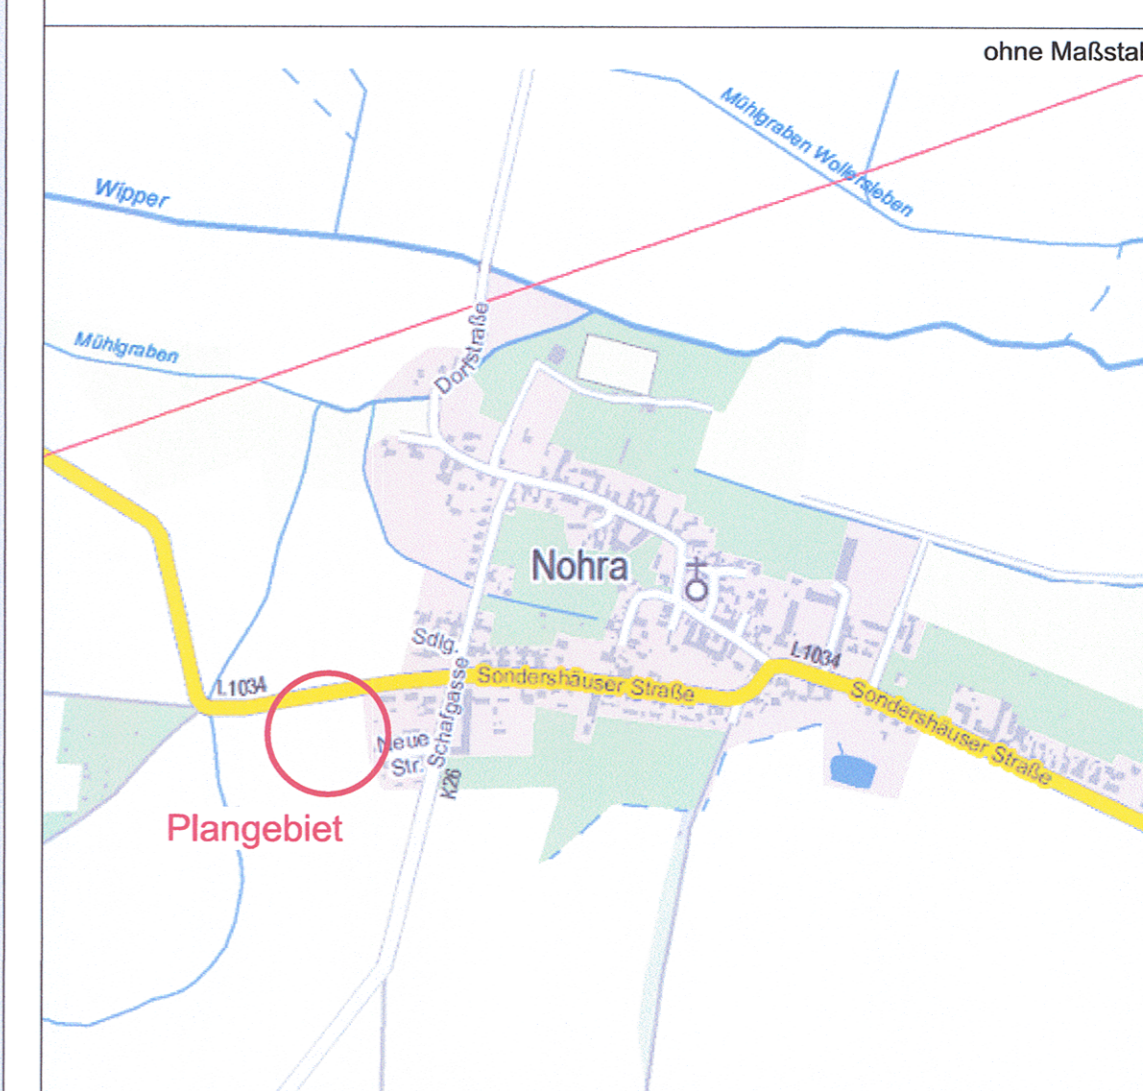 ohne Maßstal
Mühlgraben Wollersleben
Wipper
Mühlgraben
Dorfstraße
Nohra
Sdlg.
L1034
L1034
Sondershäuser Straße
Sondershäuser Straße
Schafgasse
Neue
Str.
K26
Plangebiet